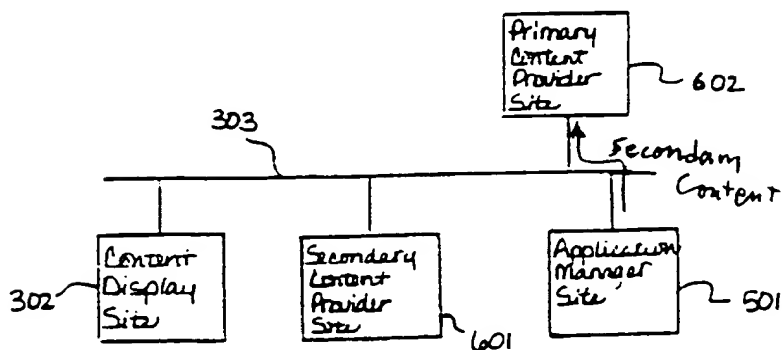 Primary
Content
Provider
Site
602
303
Secondary
Content
Content
Display
Site
302
Secondary
Content
Provider
Site
601
Application
Manager
Site
501